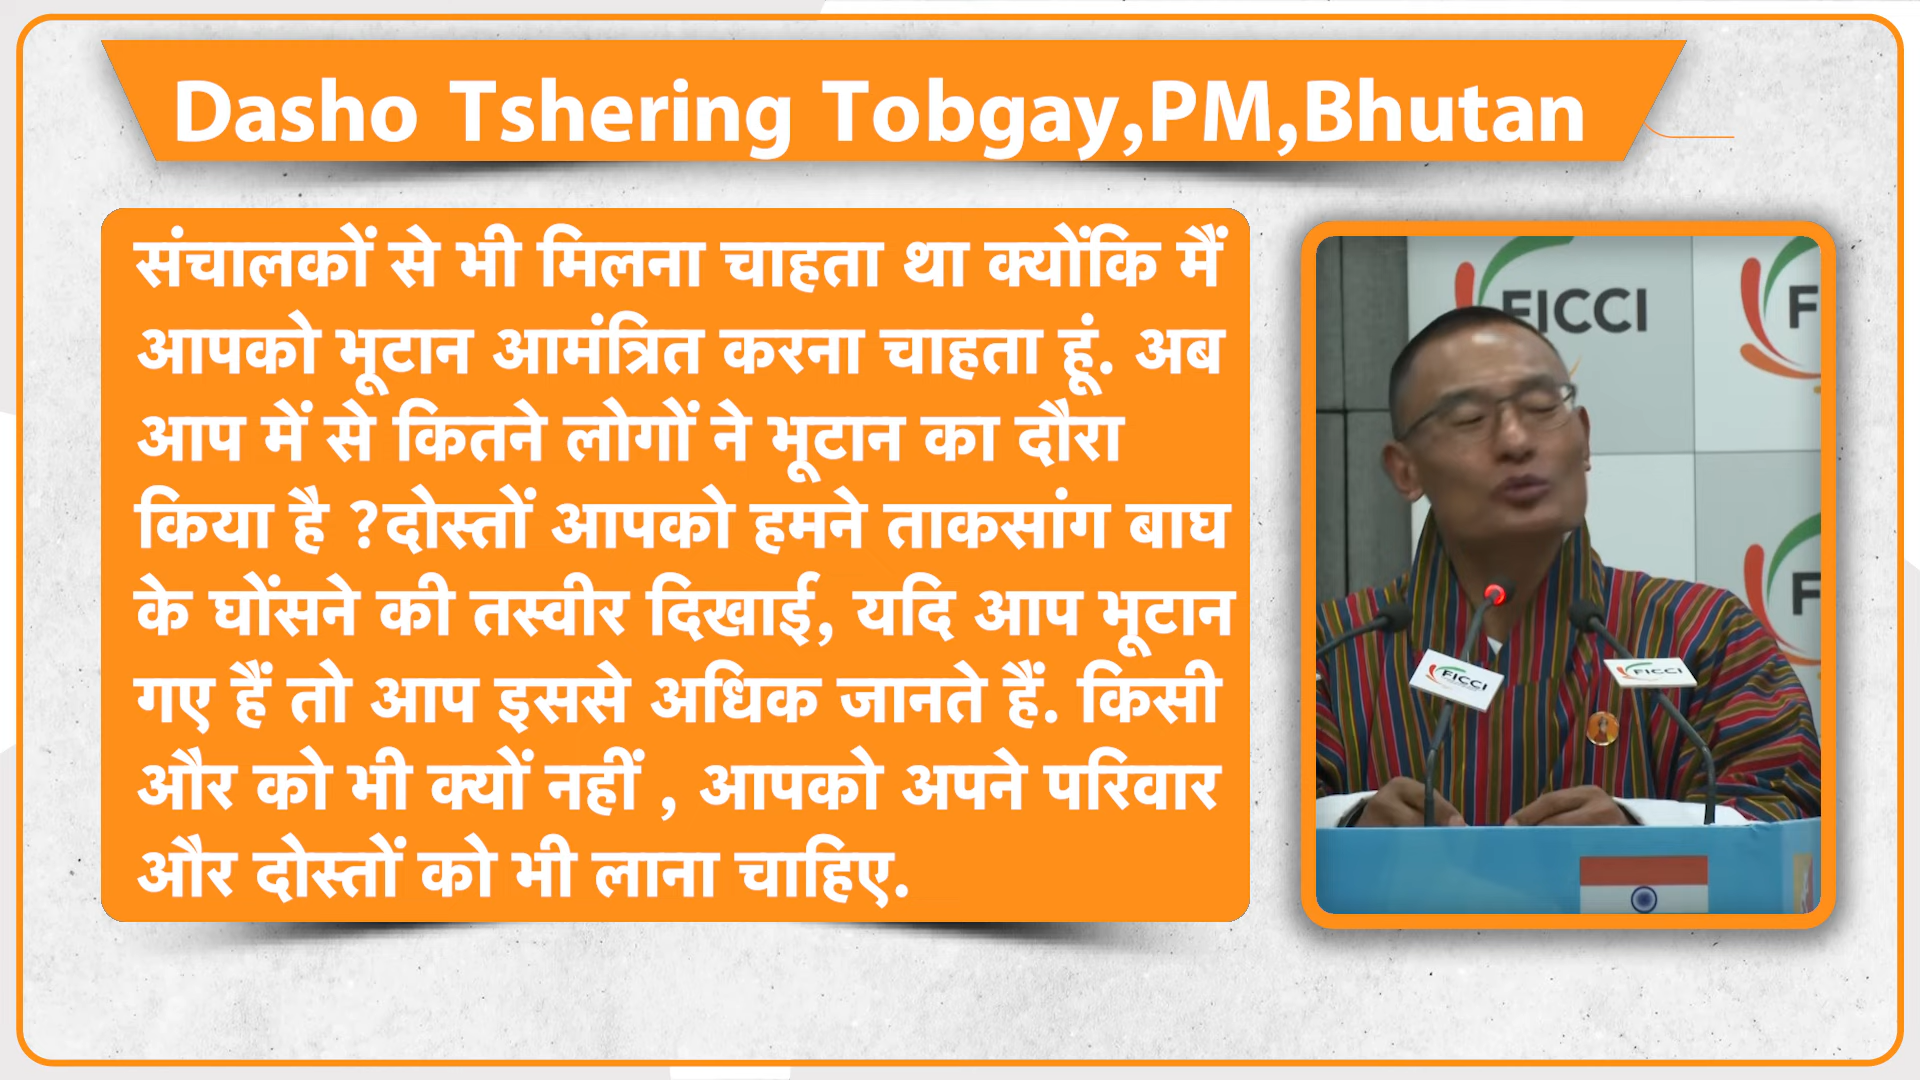 Dasho Tshering Tobgay,PM,Bhutan
संचालकों से भी मिलना चाहता था क्योंकि मैं
आपको भूटान आमंत्रित करना चाहता हूं. अब
आप में से कितने लोगों ने भूटान का दौरा
किया है ?दोस्तों आपको हमने ताकसांग बाघ
के घोंसने की तस्वीर दिखाई, यदि आप भूटान
गए हैं तो आप इससे अधिक जानते हैं. किसी
और को भी क्यों नहीं , आपको अपने परिवार
और दोस्तों को भी लाना चाहिए.
FICCI
F
F
FICCI
FICCI